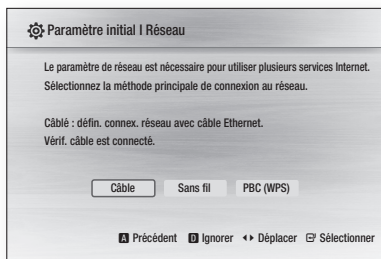 Paramètre initial I Réseau
Le paramètre de réseau est nécessaire pour utiliser plusieurs services Internet.
Sélectionnez la méthode principale de connexion au réseau.
Câblé : défin. connex. réseau avec câble Ethernet.
Vérif. câble est connecté.
Câble Sans fil PBC (WPS)
A Précédent D Ignorer Déplacer Sélectionner